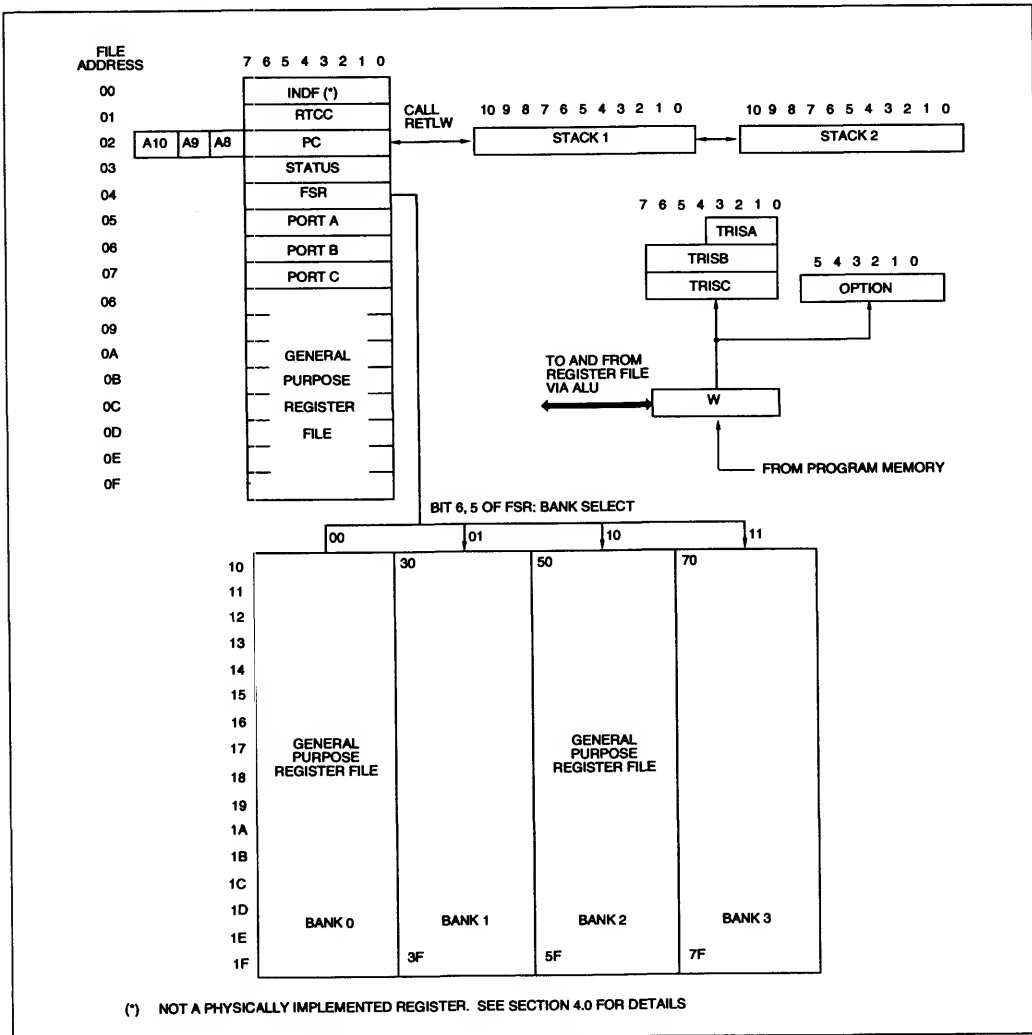 FILE
ADDRESS
7 6 5 4 3 2 1 0
00 INDF (*)
01 RTCC
02 A10 A9 A8 PC
03 STATUS
04 FSR
05 PORT A
06 PORT B
07 PORT C
06
09
0A GENERAL
0B PURPOSE
0C REGISTER
0D FILE
0E
0F
CALL
RETLW
10 9 8 7 6 5 4 3 2 1 0
STACK 1
10 9 8 7 6 5 4 3 2 1 0
STACK 2
7 6 5 4 3 2 1 0
TRISA
TRISB
TRISC
5 4 3 2 1 0
OPTION
TO AND FROM
REGISTER FILE
VIA ALU
W
FROM PROGRAM MEMORY
BIT 6, 5 OF FSR: BANK SELECT
00 01 10 11
10 30 50 70
11
12
13
14
15
16
17
18
19
1A
1B
1C
1D
1E
1F
GENERAL
PURPOSE
REGISTER FILE
GENERAL
PURPOSE
REGISTER FILE
BANK 0 BANK 1 BANK 2 BANK 3
3F 5F 7F
(*) NOT A PHYSICALLY IMPLEMENTED REGISTER. SEE SECTION 4.0 FOR DETAILS